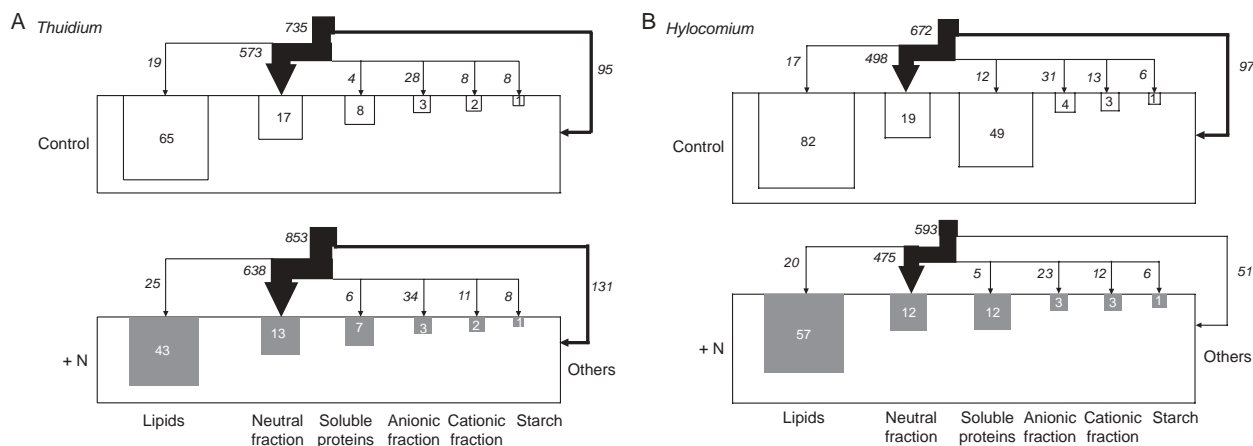 A Thuidium
735
573
19
4
28
8
8
95
Control
65
17
8
3
2
1
853
638
25
6
34
11
8
131
+ N
43
13
7
3
2
1
Others
Lipids
Neutral
fraction
Soluble
proteins
Anionic
fraction
Cationic
fraction
Starch
B Hylocomium
672
498
17
12
31
13
6
97
Control
82
19
49
4
3
1
593
475
20
5
23
12
6
51
+ N
57
12
12
3
3
1
Others
Lipids
Neutral
fraction
Soluble
proteins
Anionic
fraction
Cationic
fraction
Starch